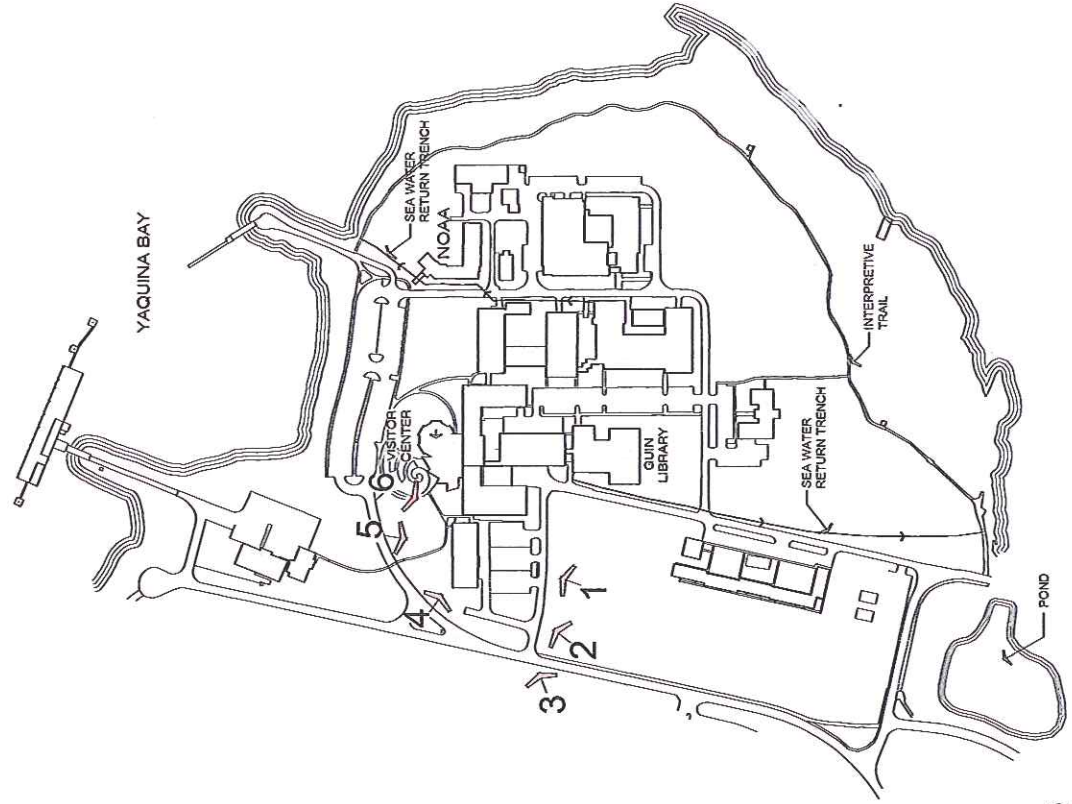 YAQUINA BAY
SEA WATER
RETURN TRENCH
NOAA
VISITOR
CENTER
6
5
4
GUIN
LIBRARY
1
2
3
SEA WATER
RETURN TRENCH
INTERPRETIVE
TRAIL
POND